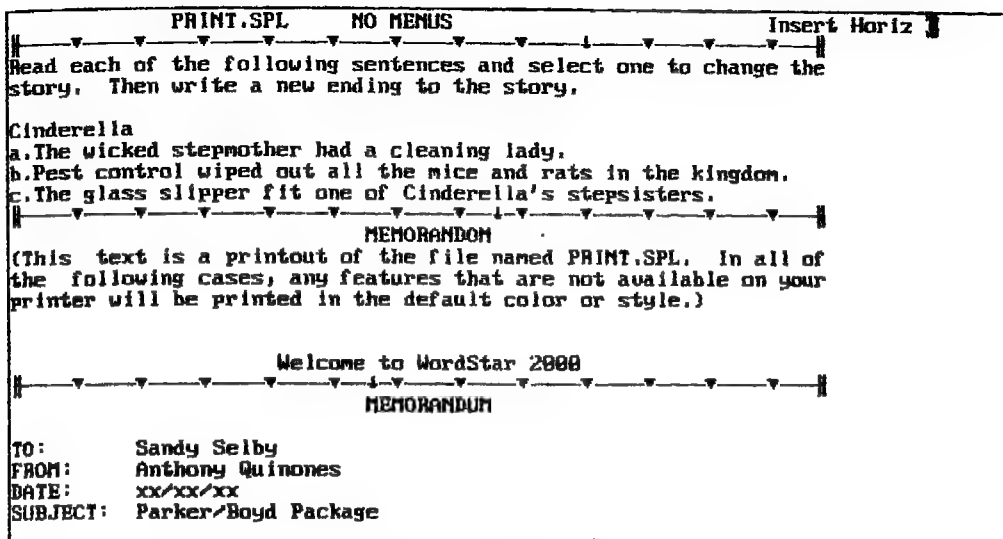 PRINT.SPL NO MENUS Insert Horiz
Read each of the following sentences and select one to change the
story. Then write a new ending to the story.
Cinderella
a.The wicked stepmother had a cleaning lady.
b.Pest control wiped out all the mice and rats in the kingdom.
c.The glass slipper fit one of Cinderella's stepsisters.
MEMORANDOM
(This text is a printout of the file named PRINT.SPL. In all of
the following cases, any features that are not available on your
printer will be printed in the default color or style.)
Welcome to WordStar 2000
MEMORANDUM
TO: Sandy Selby
FROM: Anthony Quinones
DATE: xx/xx/xx
SUBJECT: Parker/Boyd Package